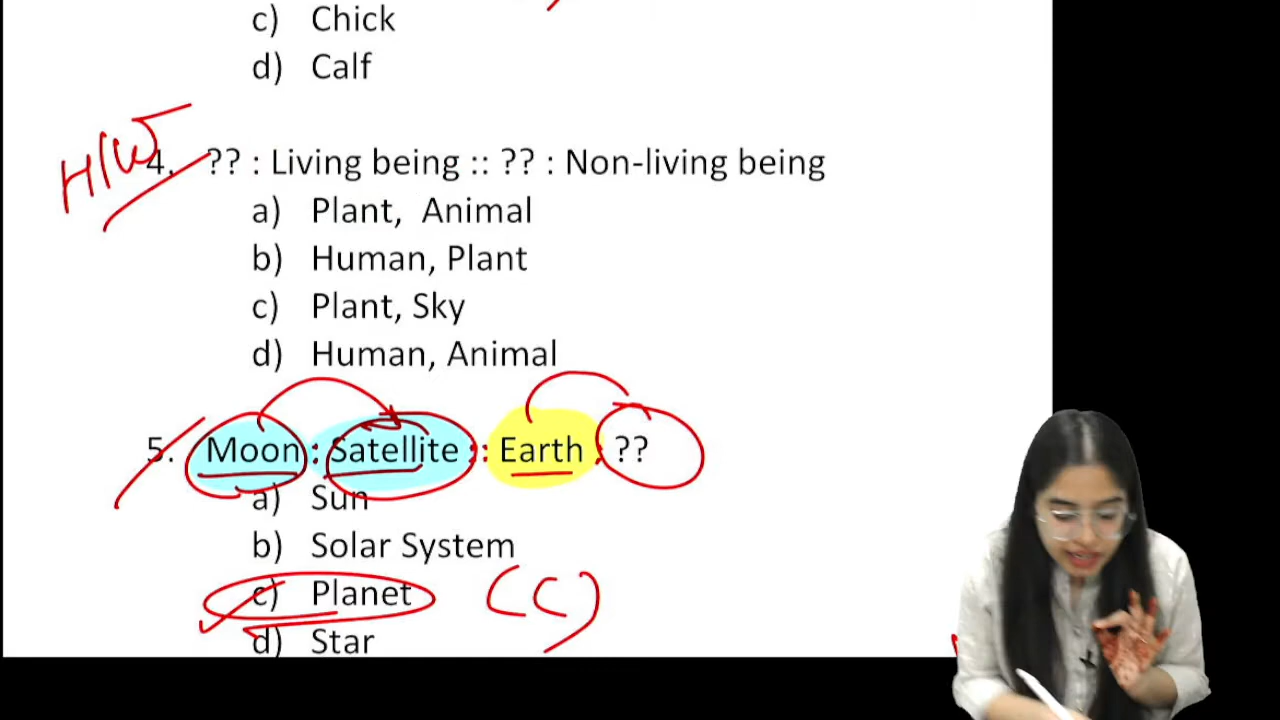 c) Chick
d) Calf
H/W
4. ?? : Living being :: ?? : Non-living being
a) Plant, Animal
b) Human, Plant
c) Plant, Sky
d) Human, Animal
5. Moon : Satellite :: Earth : ??
a) Sun
b) Solar System
c) Planet (c)
d) Star